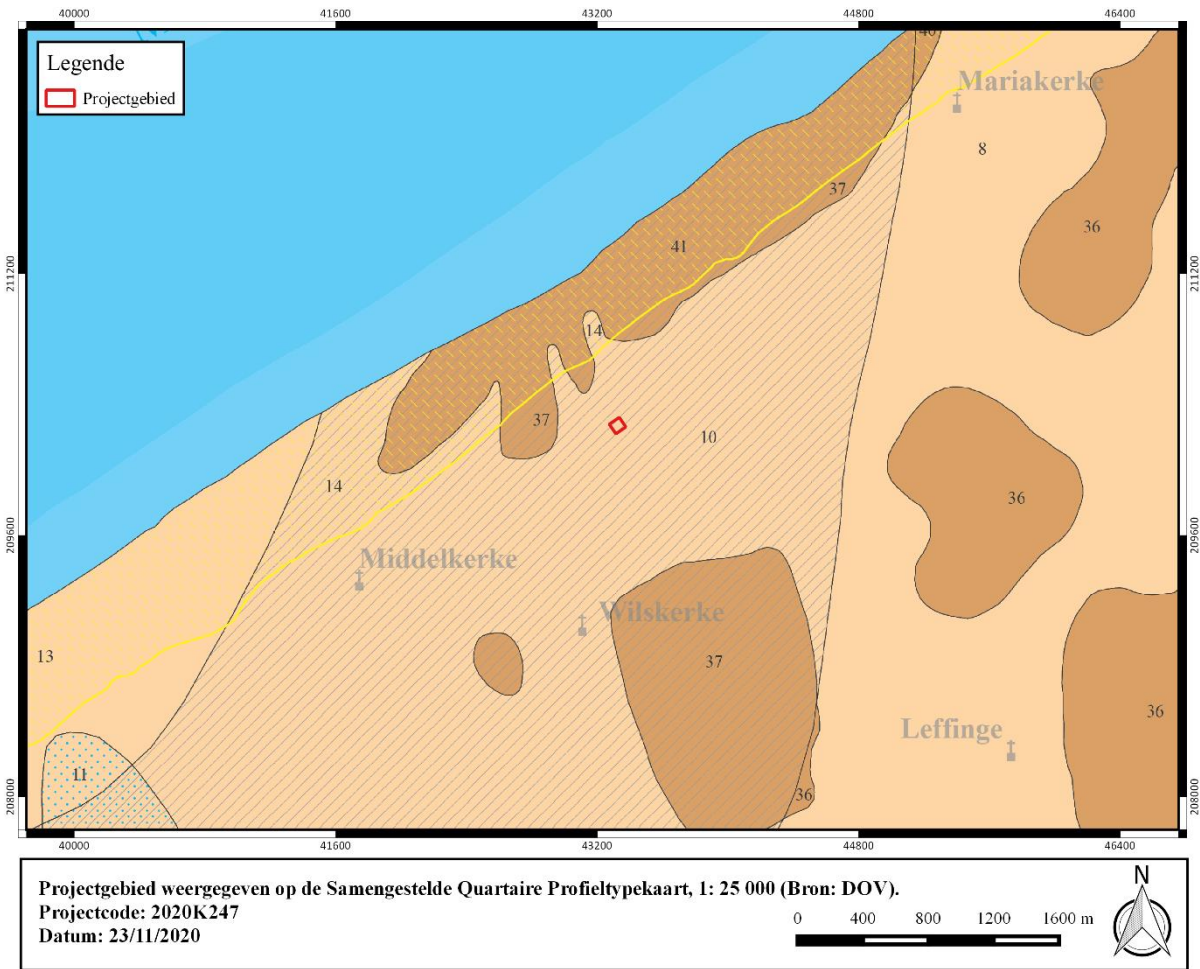 40000 41600 43200 44800 46400
Legende
Projectgebied
40
Mariakerke
8
37
36
41
211200 211200
14
37
10
14
36
209600 209600
Middelkerke
Wilskerke
13
37
36
Leffinge
11
36
208000 208000
40000 41600 43200 44800 46400
Projectgebied weergegeven op de Samengestelde Quartaire Profieltypekaart, 1: 25 000 (Bron: DOV).
Projectcode: 2020K247
Datum: 23/11/2020
0 400 800 1200 1600 m
N